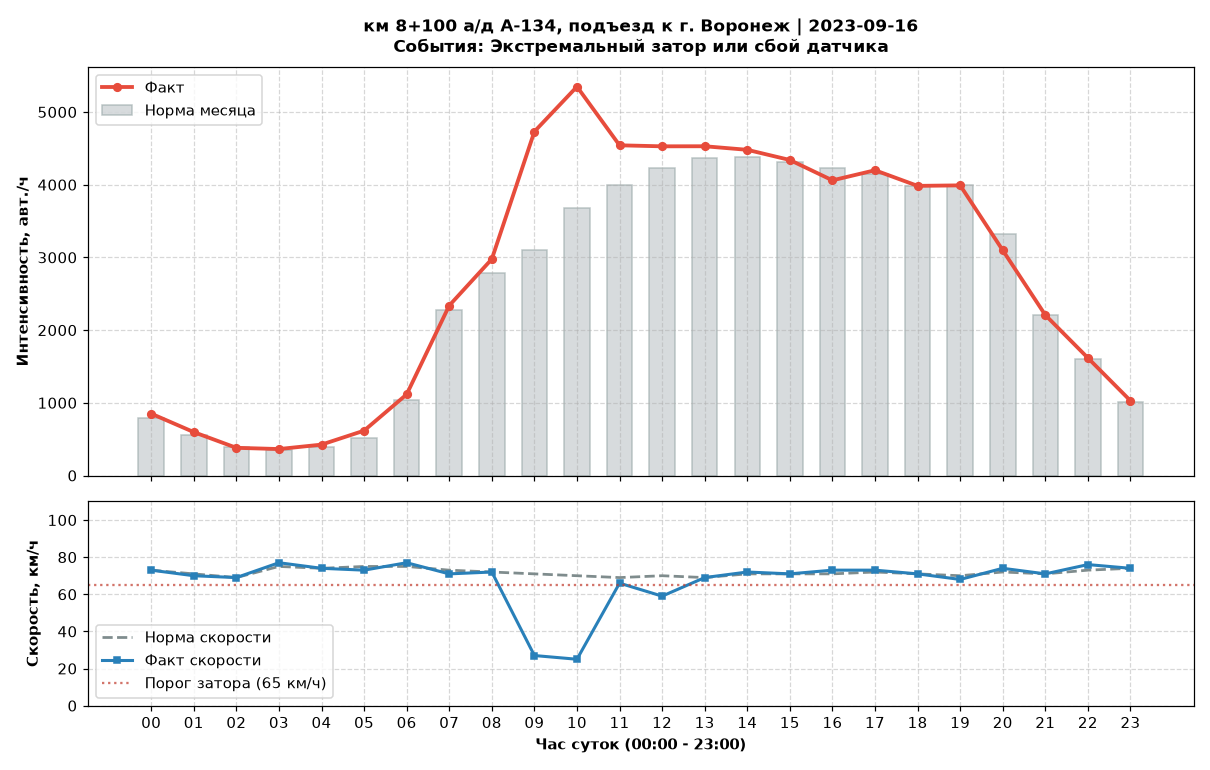 км 8+100 а/д А-134, подъезд к г. Воронеж | 2023-09-16
События: Экстремальный затор или сбой датчика
Факт
Норма месяца
Интенсивность, авт./ч
5000
4000
3000
2000
1000
0
Скорость, км/ч
100
80
60
40
20
0
Норма скорости
Факт скорости
Порог затора (65 км/ч)
00 01 02 03 04 05 06 07 08 09 10 11 12 13 14 15 16 17 18 19 20 21 22 23
Час суток (00:00 - 23:00)